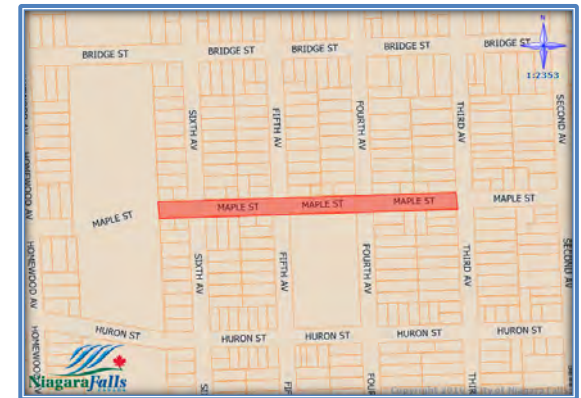 N
BRIDGE ST
BRIDGE ST
BRIDGE ST
BRIDGE ST
BRIDGE ST
1:2353
SIXTH AV
FIFTH AV
FOURTH AV
THIRD AV
SECOND AV
HOMEWOOD AV
MAPLE ST
MAPLE ST
MAPLE ST
MAPLE ST
MAPLE ST
HOMEWOOD AV
SIXTH AV
FIFTH AV
FOURTH AV
THIRD AV
SECOND AV
HURON ST
HURON ST
HURON ST
HURON ST
HURON ST
HOMEWOOD AV
NiagaraFalls
CANADA